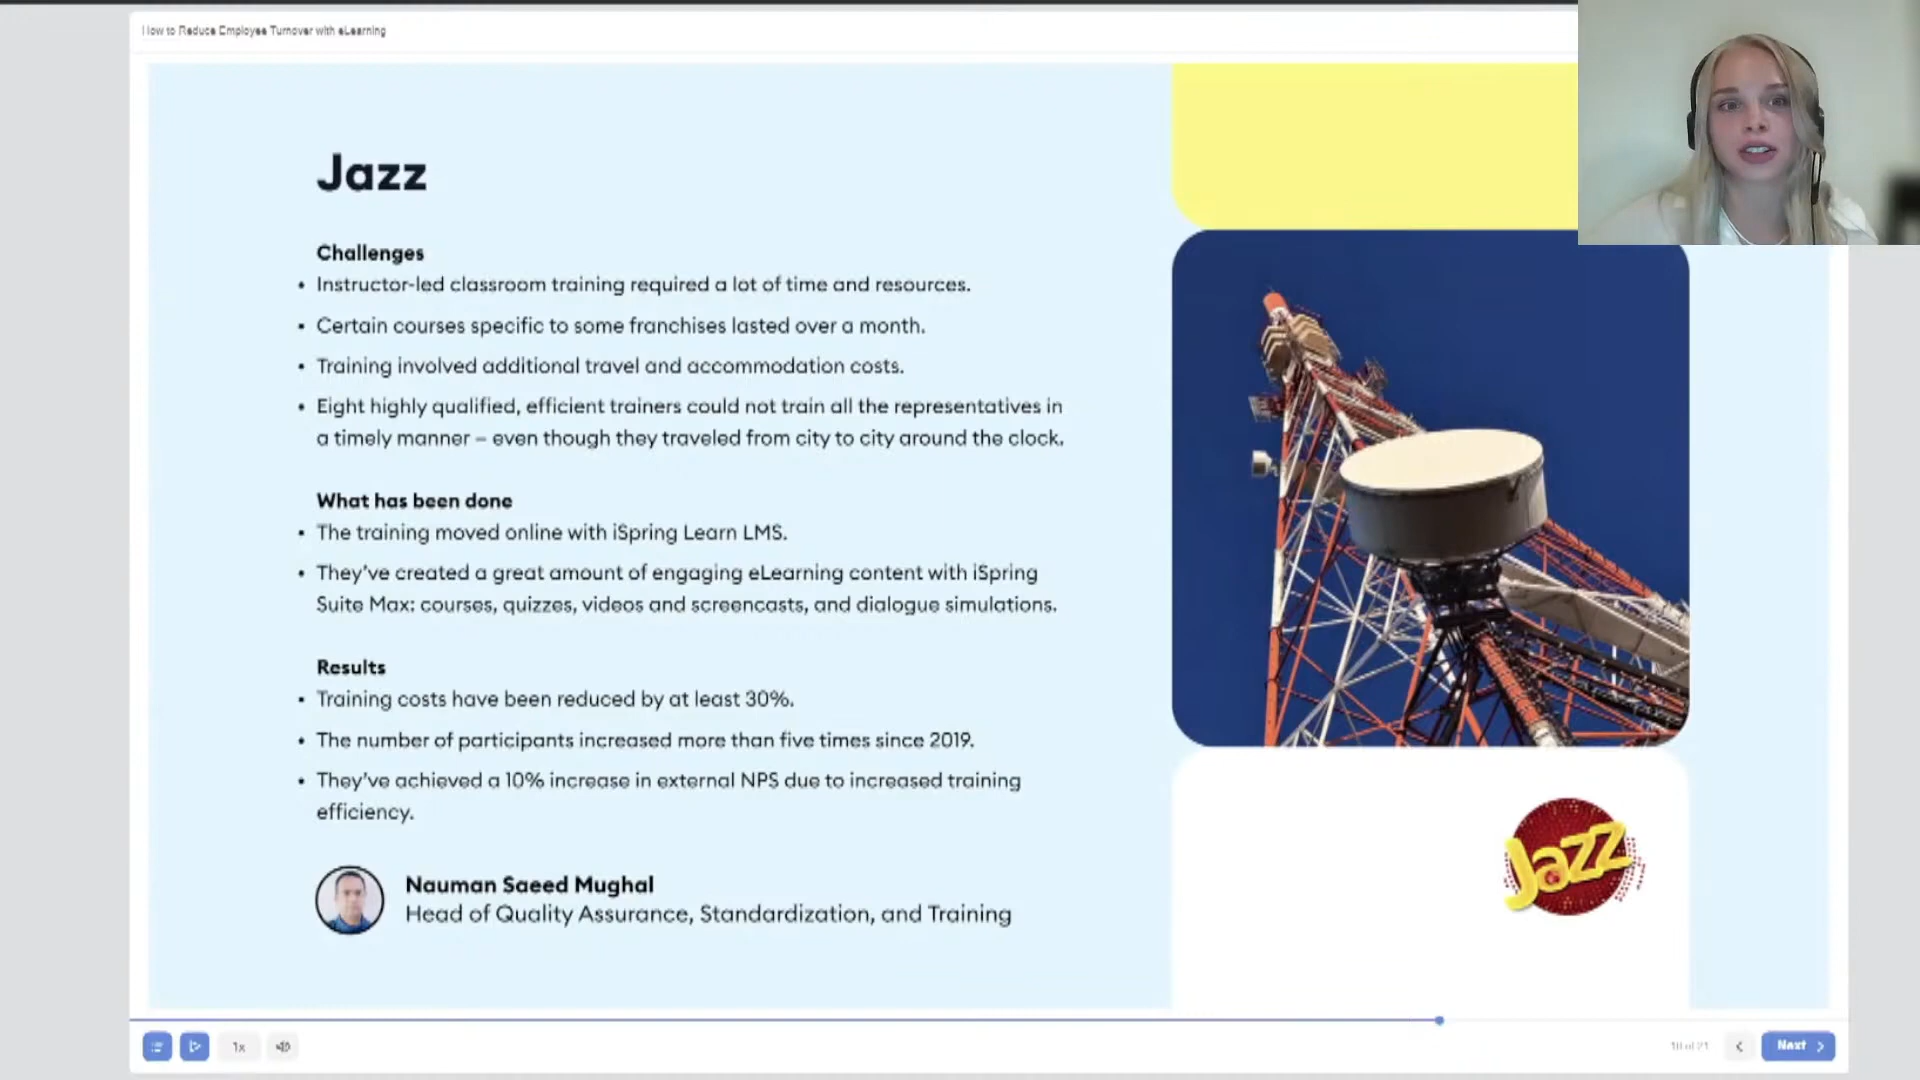 How to Reduce Employee Turnover with eLearning
Jazz
Challenges
• Instructor-led classroom training required a lot of time and resources.
• Certain courses specific to some franchises lasted over a month.
• Training involved additional travel and accommodation costs.
• Eight highly qualified, efficient trainers could not train all the representatives in
a timely manner – even though they traveled from city to city around the clock.
What has been done
• The training moved online with iSpring Learn LMS.
• They’ve created a great amount of engaging eLearning content with iSpring
Suite Max: courses, quizzes, videos and screencasts, and dialogue simulations.
Results
• Training costs have been reduced by at least 30%.
• The number of participants increased more than five times since 2019.
• They’ve achieved a 10% increase in external NPS due to increased training
efficiency.
Nauman Saeed Mughal
Head of Quality Assurance, Standardization, and Training
Jazz
1x
of 21
Next